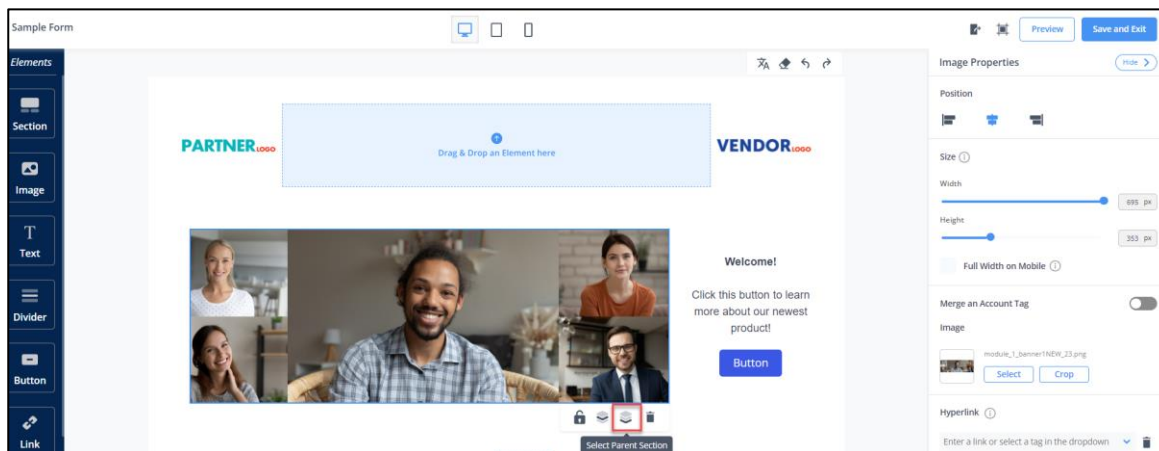 Sample Form
Preview
Save and Exit
Elements
Section
Image
Text
Divider
Button
Link
PARTNER LOGO
Drag & Drop an Element here
VENDOR LOGO
Welcome!
Click this button to learn
more about our newest
product!
Button
Select Parent Section
Image Properties
Hide
Position
Size
Width
695 px
Height
353 px
Full Width on Mobile
Merge an Account Tag
Image
module_1_banner1NEW_23.png
Select
Crop
Hyperlink
Enter a link or select a tag in the dropdown